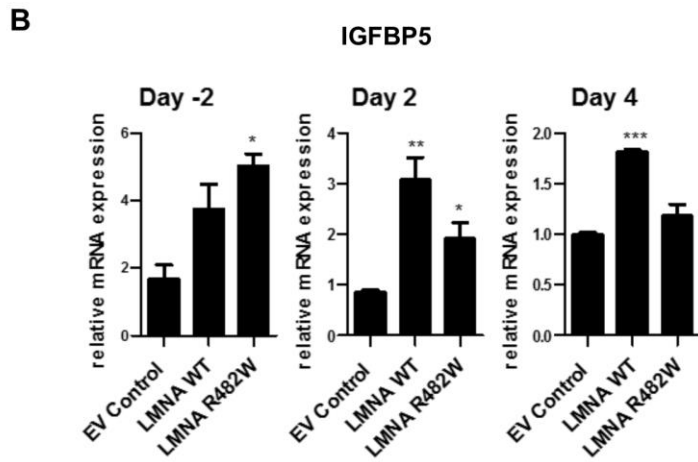 B
IGFBP5
Day -2
relative mRNA expression
6
4
2
0
*
EV Control
LMNA WT
LMNA R482W
Day 2
relative mRNA expression
4
3
2
1
0
**
*
EV Control
LMNA WT
LMNA R482W
Day 4
relative mRNA expression
2.0
1.5
1.0
0.5
0.0
***
EV Control
LMNA WT
LMNA R482W